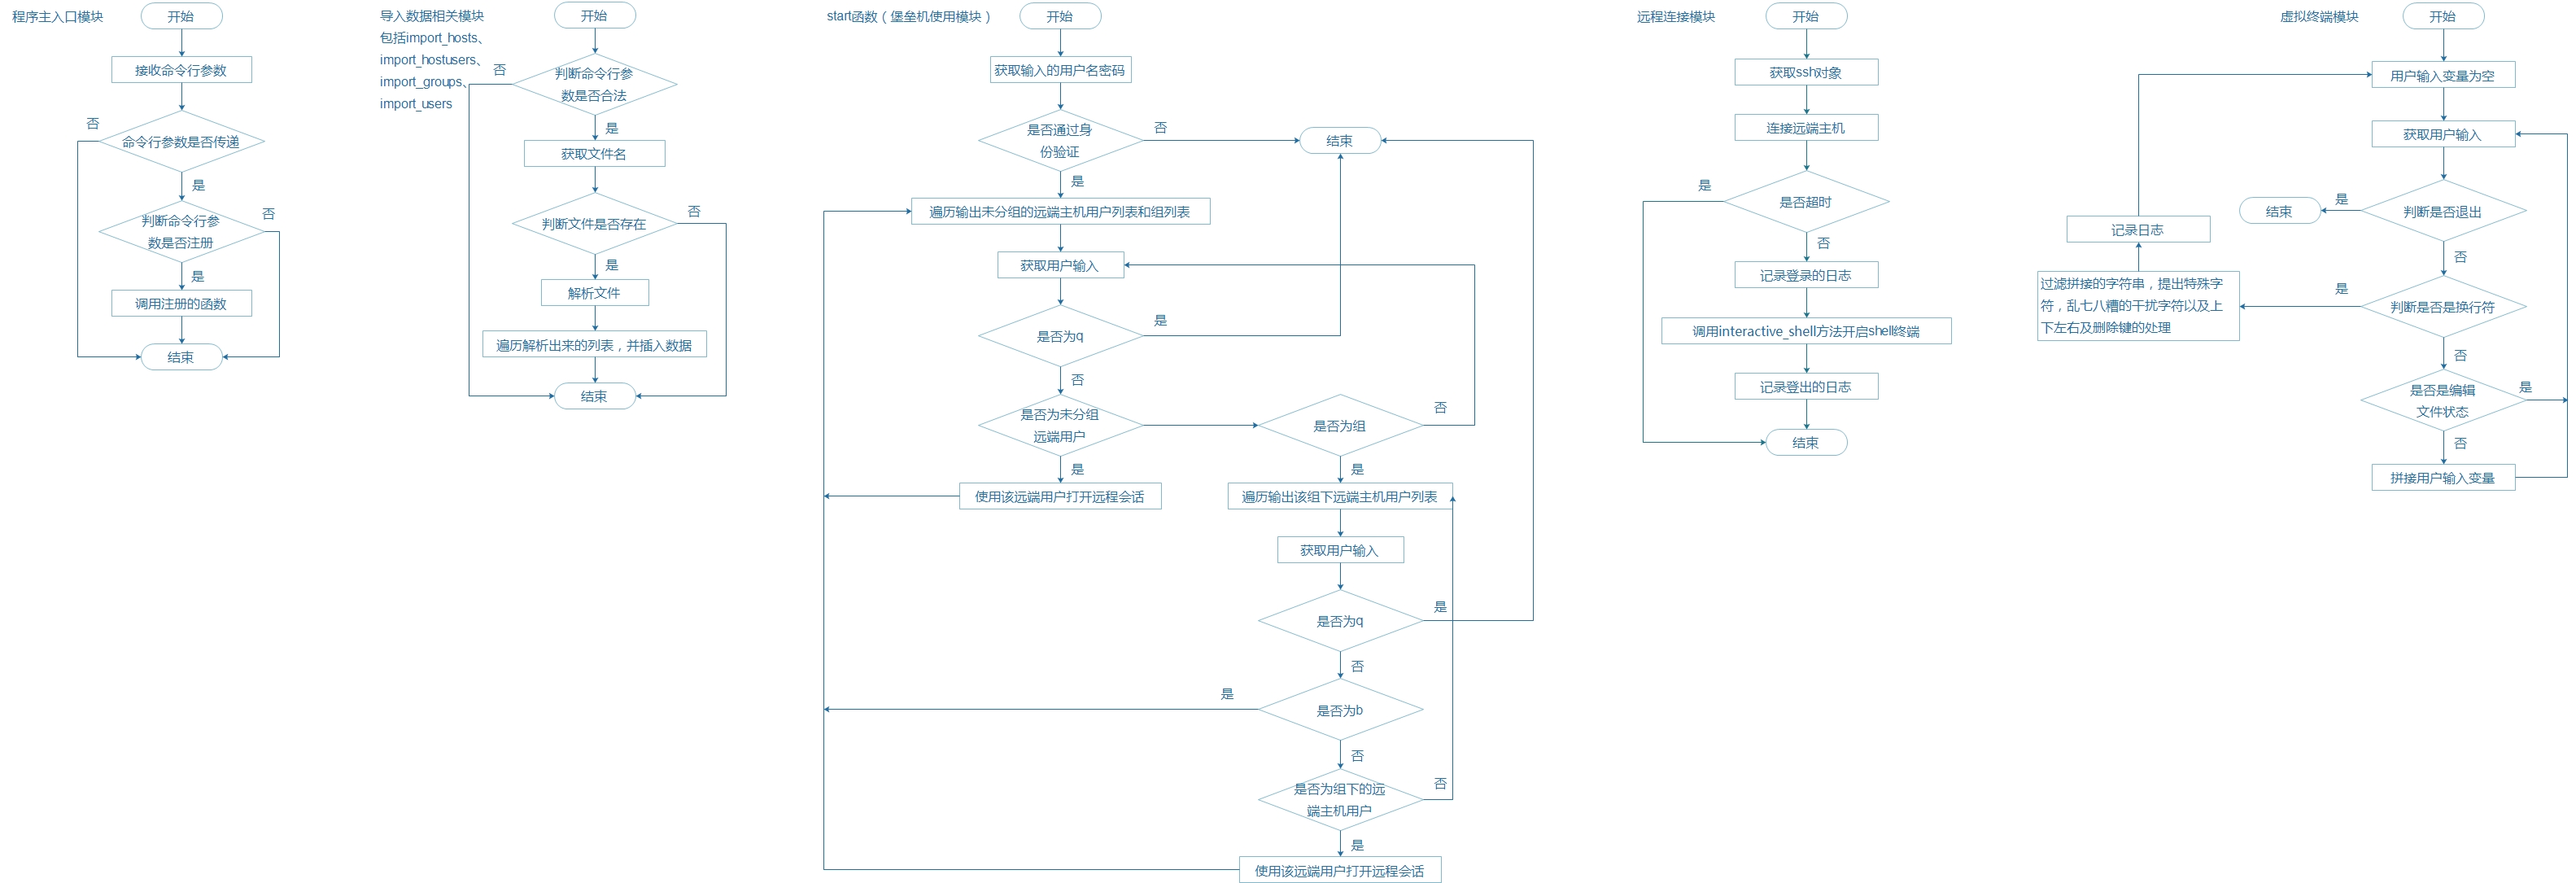 程序主入口模块
开始
接收命令行参数
命令行参数是否传递
否
是
判断命令行参
数是否注册
否
是
调用注册的函数
结束
导入数据相关模块
包括import_hosts、
import_hostusers、
import_groups、
import_users
开始
判断命令行参
数是否合法
否
是
获取文件名
判断文件是否存在
否
是
解析文件
遍历解析出来的列表，并插入数据
结束
start函数（堡垒机使用模块）
开始
获取输入的用户名密码
是否通过身
份验证
否
结束
是
遍历输出未分组的远端主机用户列表和组列表
获取用户输入
是否为q
是
否
是否为未分组
远端用户
是否为组
否
是
是
使用该远端用户打开远程会话
遍历输出该组下远端主机用户列表
获取用户输入
是否为q
是
否
是否为b
是
否
是否为组下的远
端主机用户
否
是
使用该远端用户打开远程会话
远程连接模块
开始
获取ssh对象
连接远端主机
是否超时
是
否
记录登录的日志
调用interactive_shell方法开启shell终端
记录登出的日志
结束
虚拟终端模块
开始
用户输入变量为空
获取用户输入
判断是否退出
是
结束
否
判断是否是换行符
是
过滤拼接的字符串，提出特殊字
符，乱七八糟的干扰字符以及上
下左右及删除键的处理
记录日志
否
是否是编辑
文件状态
是
否
拼接用户输入变量